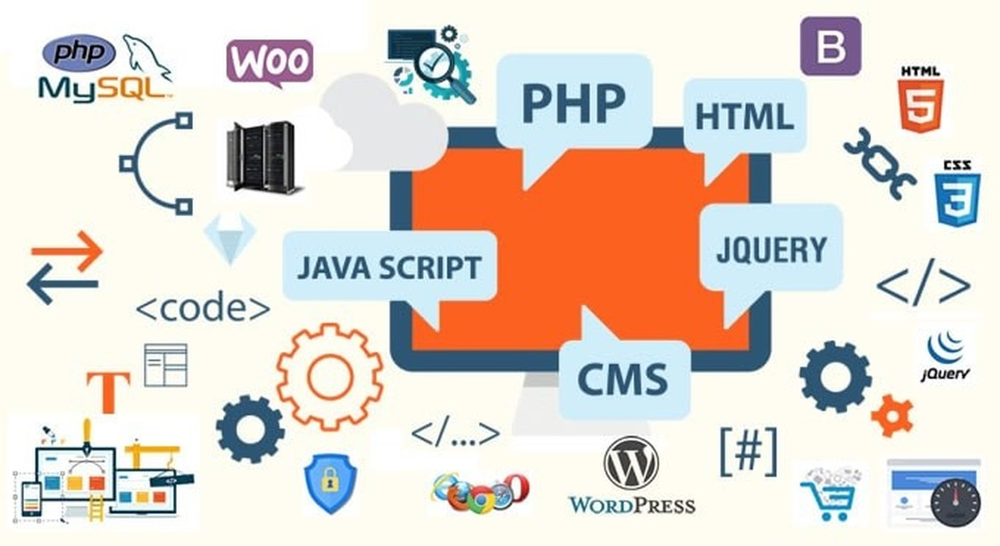 php
MySQL
WOO
PHP
HTML
B
HTML
5
CSS
3
JAVA SCRIPT
JQUERY
<code>
</>
jQuery
T
CMS
</...>
[#]
W
WORDPRESS